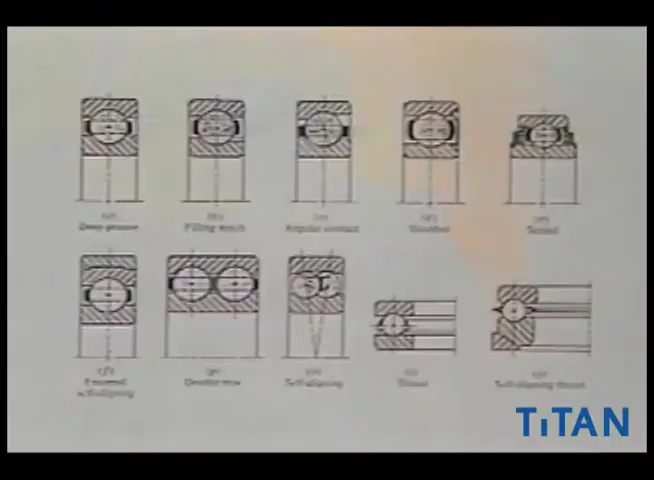 (a)
Deep groove
(b)
Filling notch
(c)
Angular contact
(d)
Shielded
(e)
Sealed
(f)
External
self-aligning
(g)
Double row
(h)
Self-aligning
(i)
Thrust
(j)
Self-aligning thrust
TiTAN